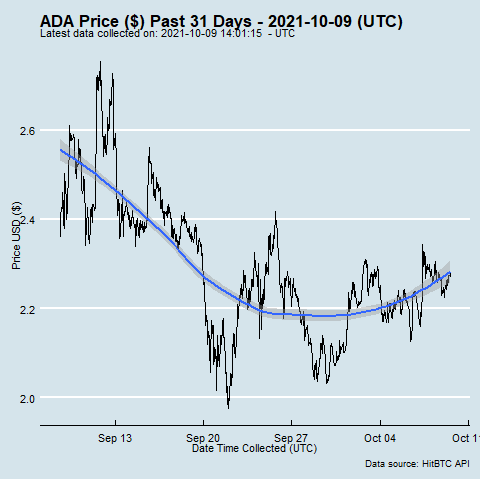 ADA Price ($) Past 31 Days - 2021-10-09 (UTC)
Latest data collected on: 2021-10-09 14:01:15 - UTC
Price USD ($)
2.6
2.4
2.2
2.0
Sep 13
Sep 20
Sep 27
Oct 04
Oct 11
Date Time Collected (UTC)
Data source: HitBTC API